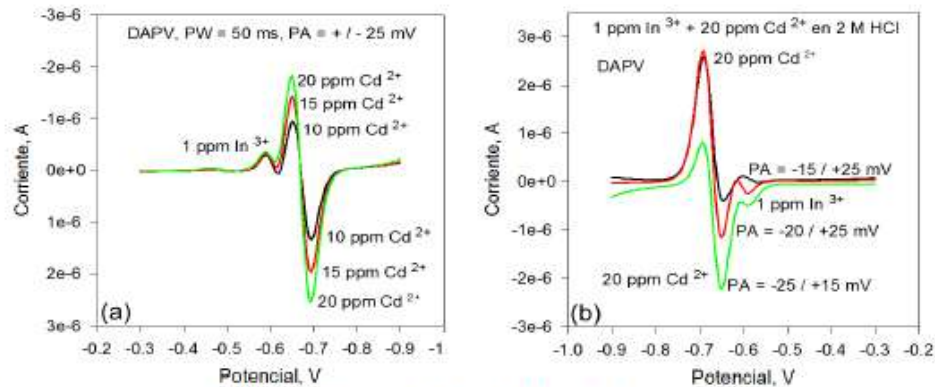 -3e-6
DAPV, PW = 50 ms, PA = + / - 25 mV
-2e-6
20 ppm Cd 2+
15 ppm Cd 2+
-1e-6
10 ppm Cd 2+
1 ppm In 3+
0e+0
Corriente, A
1e-6
10 ppm Cd 2+
2e-6
15 ppm Cd 2+
20 ppm Cd 2+
(a)
3e-6
-0.2 -0.3 -0.4 -0.5 -0.6 -0.7 -0.8 -0.9 -1
Potencial, V
1 ppm In 3+ + 20 ppm Cd 2+ en 2 M HCl
3e-6
20 ppm Cd 2+
DAPV
2e-6
1e-6
PA = -15 / +25 mV
0e+0
Corriente, A
1 ppm In 3+
-1e-6
PA = -20 / +25 mV
-2e-6
20 ppm Cd 2+
PA = -25 / +15 mV
(b)
-3e-6
-1.0 -0.9 -0.8 -0.7 -0.6 -0.5 -0.4 -0.3 -0.2
Potencial, V